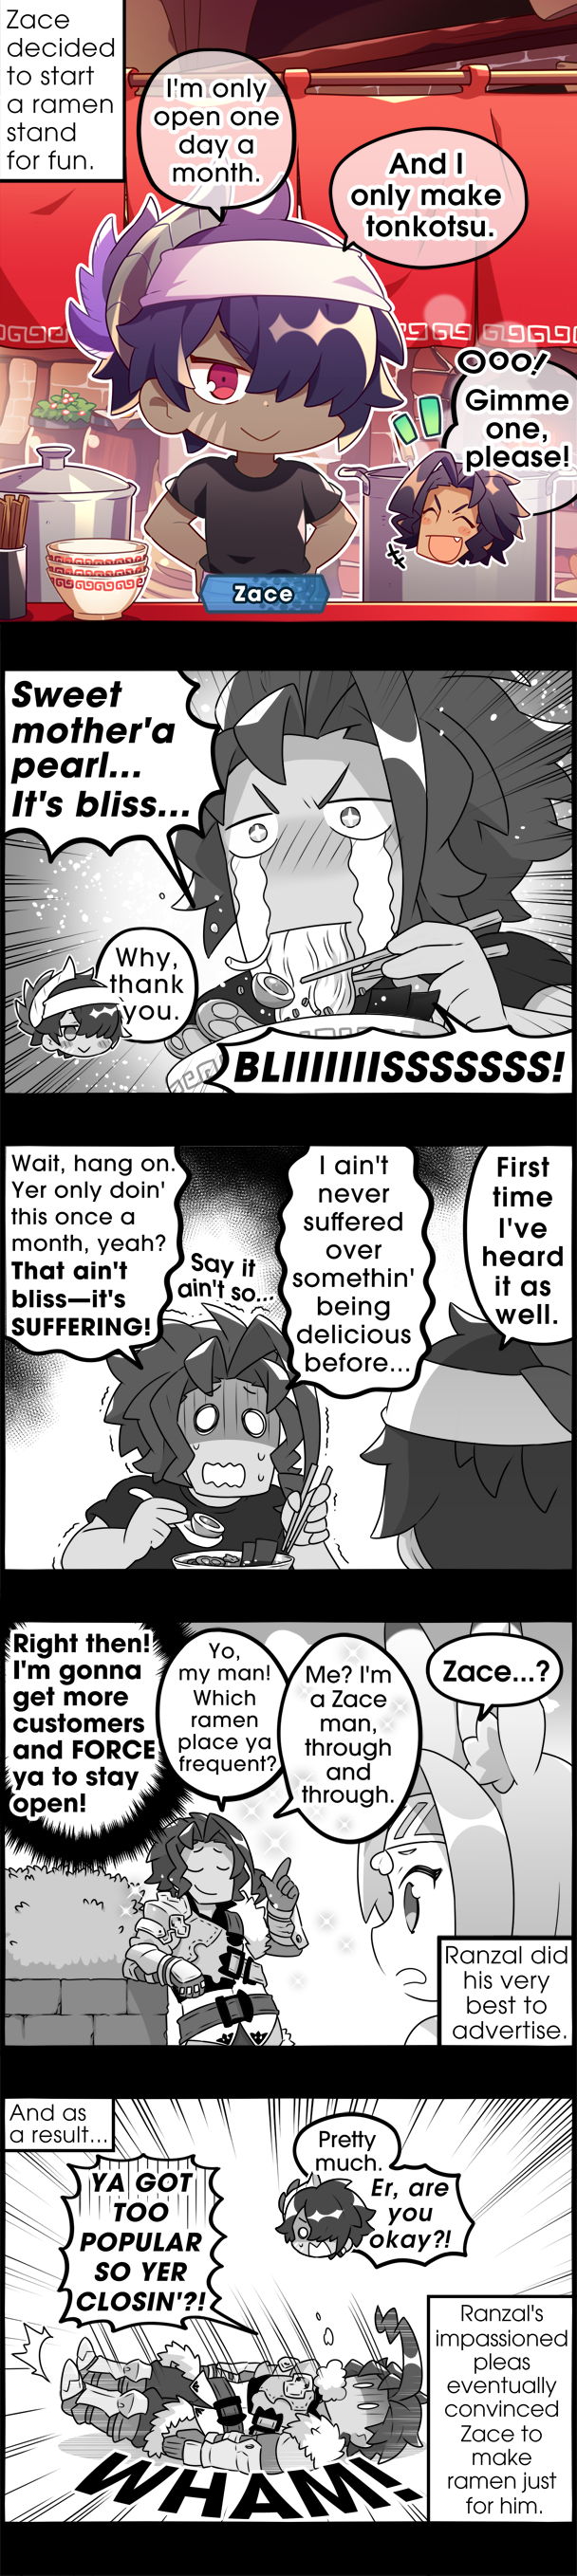 Zace
decided
to start
a ramen
stand
for fun.
I'm only
open one
day a
month.
And I
only make
tonkotsu.
Ooo!
Gimme
one,
please!
Zace
Sweet
mother'a
pearl...
It's bliss...
Why,
thank
you.
BLIIIIIIISSSSSSS!
First
time
I've
heard
it as
well.
I ain't
never
suffered
over
somethin'
being
delicious
before...
Say it
ain't so...
Wait, hang on.
Yer only doin'
this once a
month, yeah?
That ain't
bliss—it's
SUFFERING!
Right then!
I'm gonna
get more
customers
and FORCE
ya to stay
open!
Yo,
my man!
Which
ramen
place ya
frequent?
Me? I'm
a Zace
man,
through
and
through.
Zace...?
Ranzal did
his very
best to
advertise.
And as
a result...
YA GOT
TOO
POPULAR
SO YER
CLOSIN'?!
Pretty
much.
Er, are
you
okay?!
WHAM!
Ranzal's
impassioned
pleas
eventually
convinced
Zace to
make
ramen just
for him.